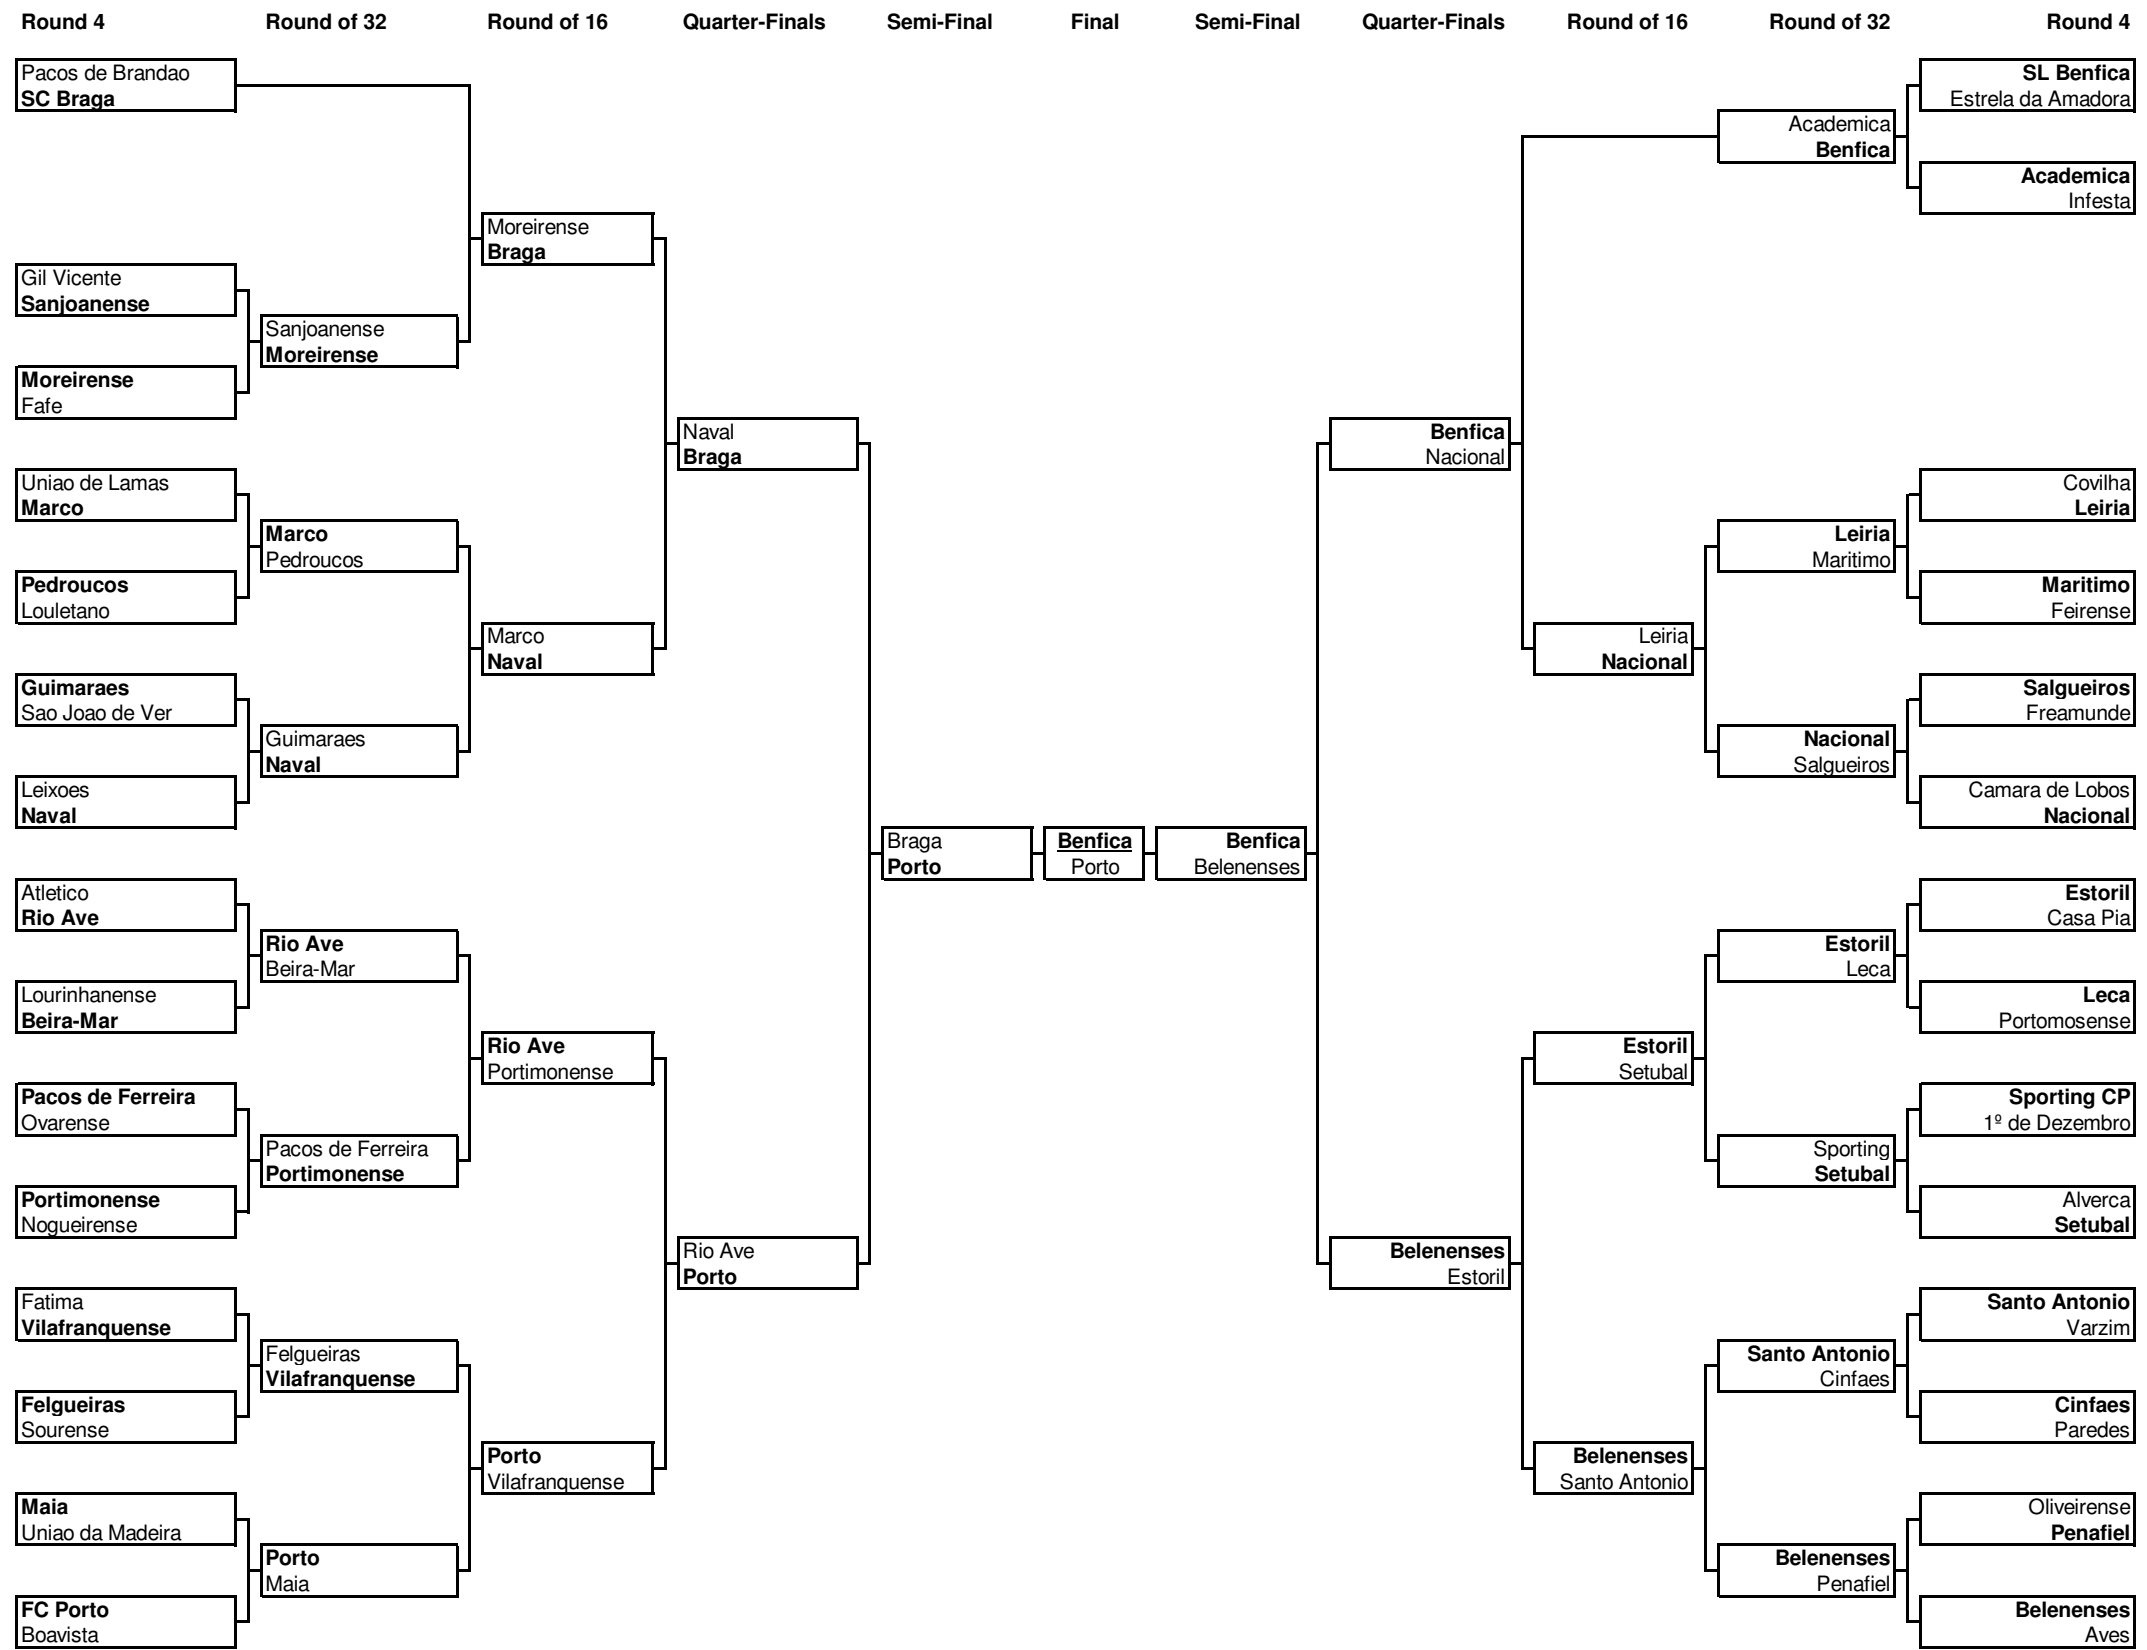 Round 4 Round of 32 Round of 16 Quarter-Finals Semi-Final Final Semi-Final Quarter-Finals Round of 16 Round of 32 Round 4
Pacos de Brandao
SC Braga
Gil Vicente
Sanjoanense
Moreirense
Fafe
Uniao de Lamas
Marco
Pedroucos
Louletano
Guimaraes
Sao Joao de Ver
Leixoes
Naval
Atletico
Rio Ave
Lourinhanense
Beira-Mar
Pacos de Ferreira
Ovarense
Portimonense
Nogueirense
Fatima
Vilafranquense
Felgueiras
Sourense
Maia
Uniao da Madeira
FC Porto
Boavista
Sanjoanense
Moreirense
Marco
Pedroucos
Guimaraes
Naval
Rio Ave
Beira-Mar
Pacos de Ferreira
Portimonense
Felgueiras
Vilafranquense
Porto
Maia
Moreirense
Braga
Marco
Naval
Rio Ave
Portimonense
Porto
Vilafranquense
Naval
Braga
Rio Ave
Porto
Braga
Porto
Benfica
Porto
Benfica
Belenenses
Benfica
Nacional
Belenenses
Estoril
Leiria
Nacional
Estoril
Setubal
Belenenses
Santo Antonio
Academica
Benfica
Leiria
Maritimo
Nacional
Salgueiros
Estoril
Leca
Sporting
Setubal
Santo Antonio
Cinfaes
Belenenses
Penafiel
SL Benfica
Estrela da Amadora
Academica
Infesta
Covilha
Leiria
Maritimo
Feirense
Salgueiros
Freamunde
Camara de Lobos
Nacional
Estoril
Casa Pia
Leca
Portomosense
Sporting CP
1º de Dezembro
Alverca
Setubal
Santo Antonio
Varzim
Cinfaes
Paredes
Oliveirense
Penafiel
Belenenses
Aves